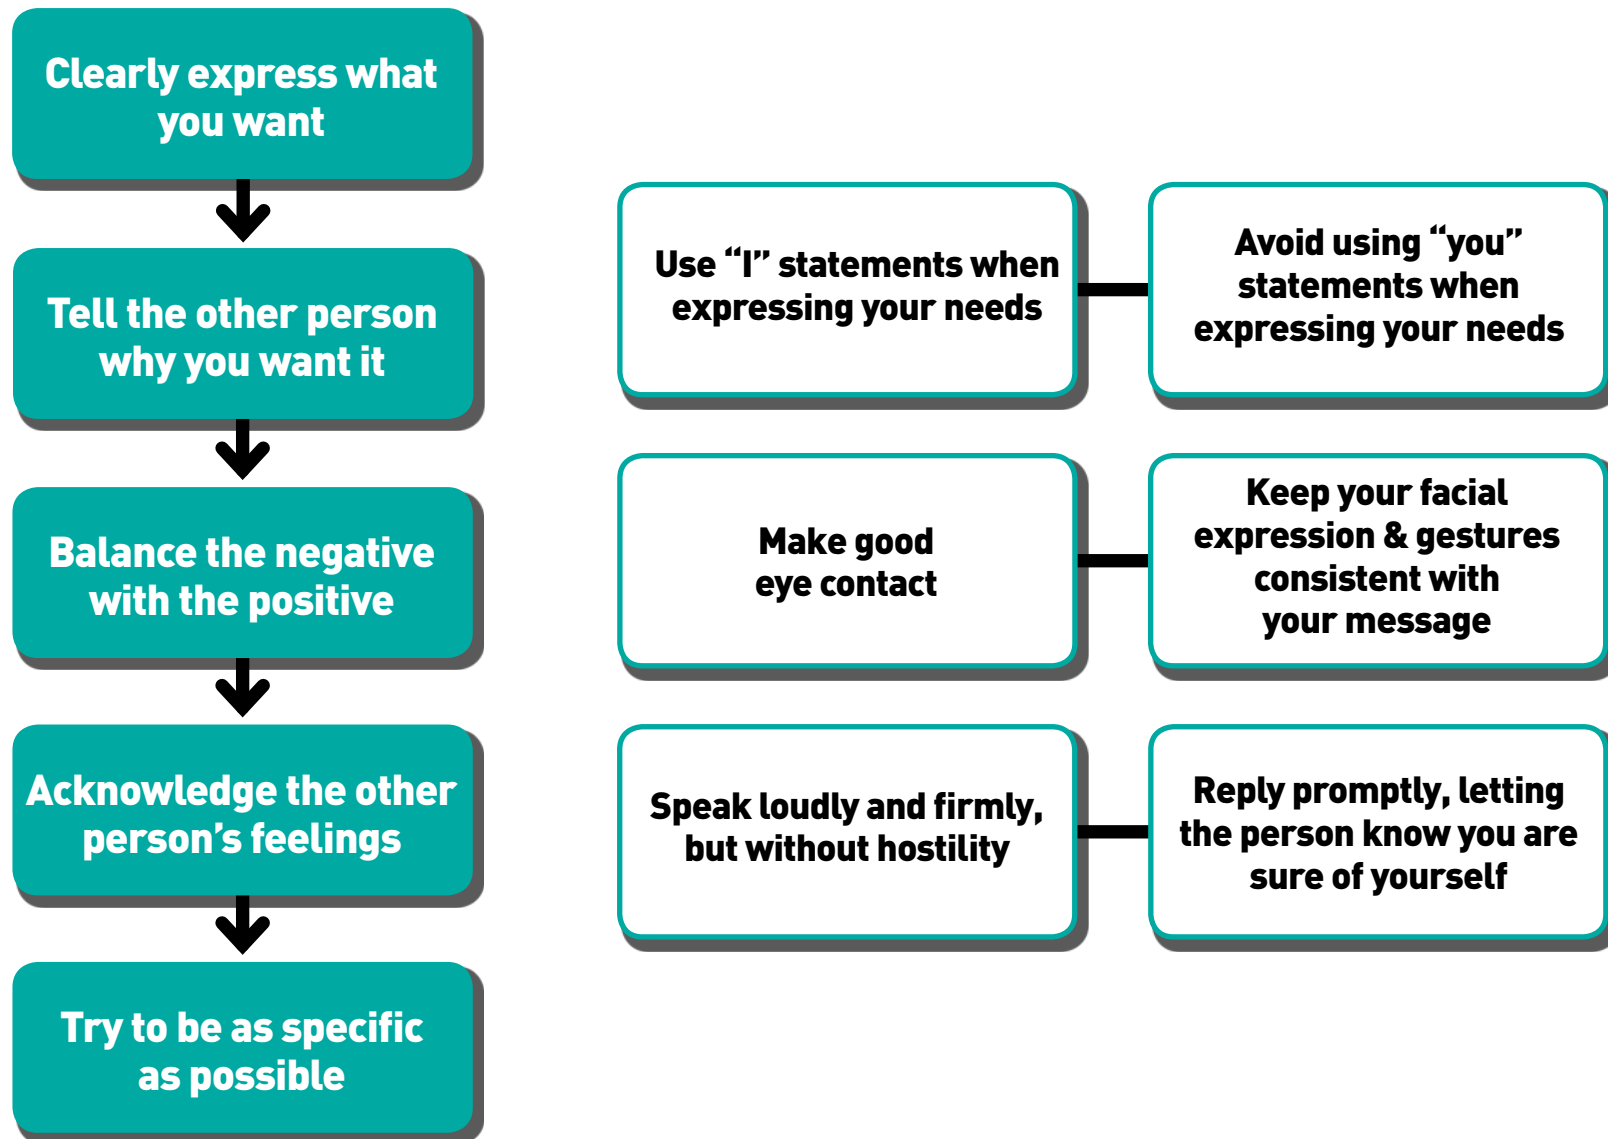 Clearly express what
you want
Tell the other person
why you want it
Balance the negative
with the positive
Acknowledge the other
person’s feelings
Try to be as specific
as possible
Use “I” statements when
expressing your needs
Avoid using “you”
statements when
expressing your needs
Make good
eye contact
Keep your facial
expression & gestures
consistent with
your message
Speak loudly and firmly,
but without hostility
Reply promptly, letting
the person know you are
sure of yourself